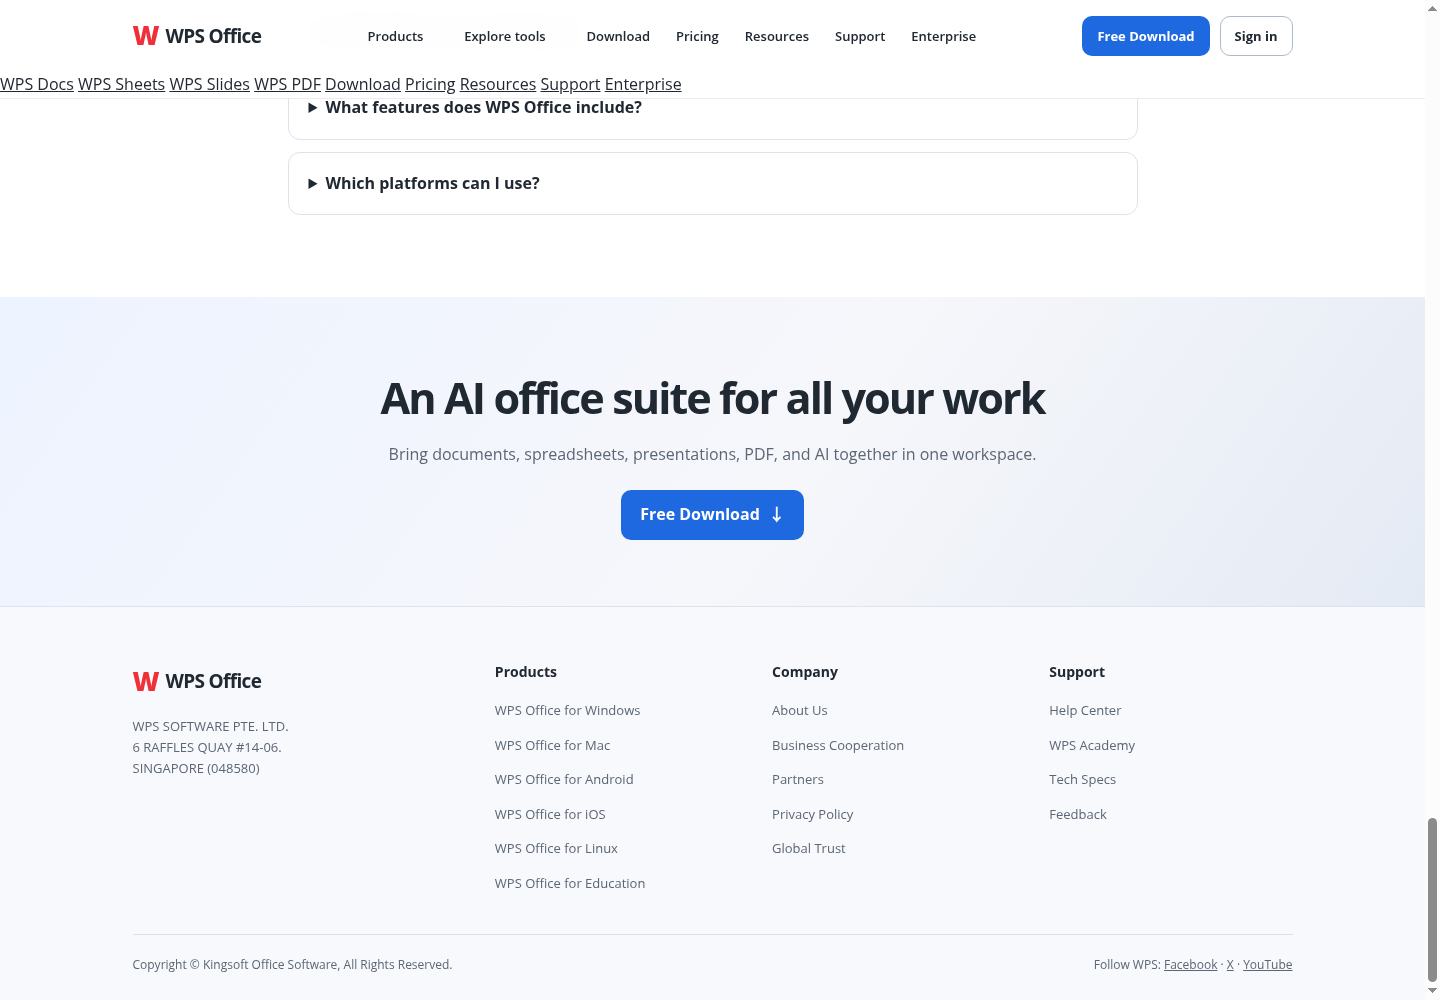 W WPS Office
Products Explore tools Download Pricing Resources Support Enterprise
Free Download
Sign in
WPS Docs WPS Sheets WPS Slides WPS PDF Download Pricing Resources Support Enterprise
What features does WPS Office include?
Which platforms can I use?
An AI office suite for all your work
Bring documents, spreadsheets, presentations, PDF, and AI together in one workspace.
Free Download ↓
W WPS Office
WPS SOFTWARE PTE. LTD.
6 RAFFLES QUAY #14-06.
SINGAPORE (048580)
Products
WPS Office for Windows
WPS Office for Mac
WPS Office for Android
WPS Office for iOS
WPS Office for Linux
WPS Office for Education
Company
About Us
Business Cooperation
Partners
Privacy Policy
Global Trust
Support
Help Center
WPS Academy
Tech Specs
Feedback
Copyright © Kingsoft Office Software, All Rights Reserved.
Follow WPS: Facebook · X · YouTube